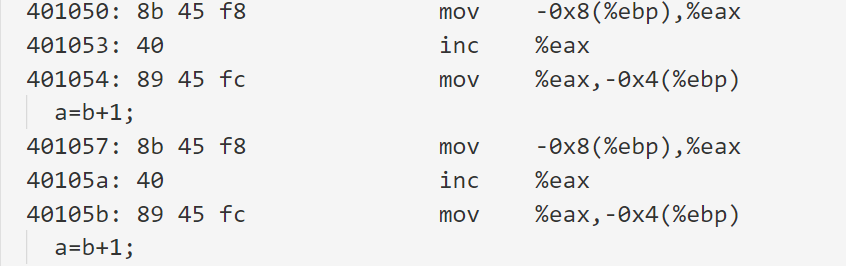 401050: 8b 45 f8 mov -0x8(%ebp),%eax
401053: 40 inc %eax
401054: 89 45 fc mov %eax,-0x4(%ebp)
a=b+1;
401057: 8b 45 f8 mov -0x8(%ebp),%eax
40105a: 40 inc %eax
40105b: 89 45 fc mov %eax,-0x4(%ebp)
a=b+1;